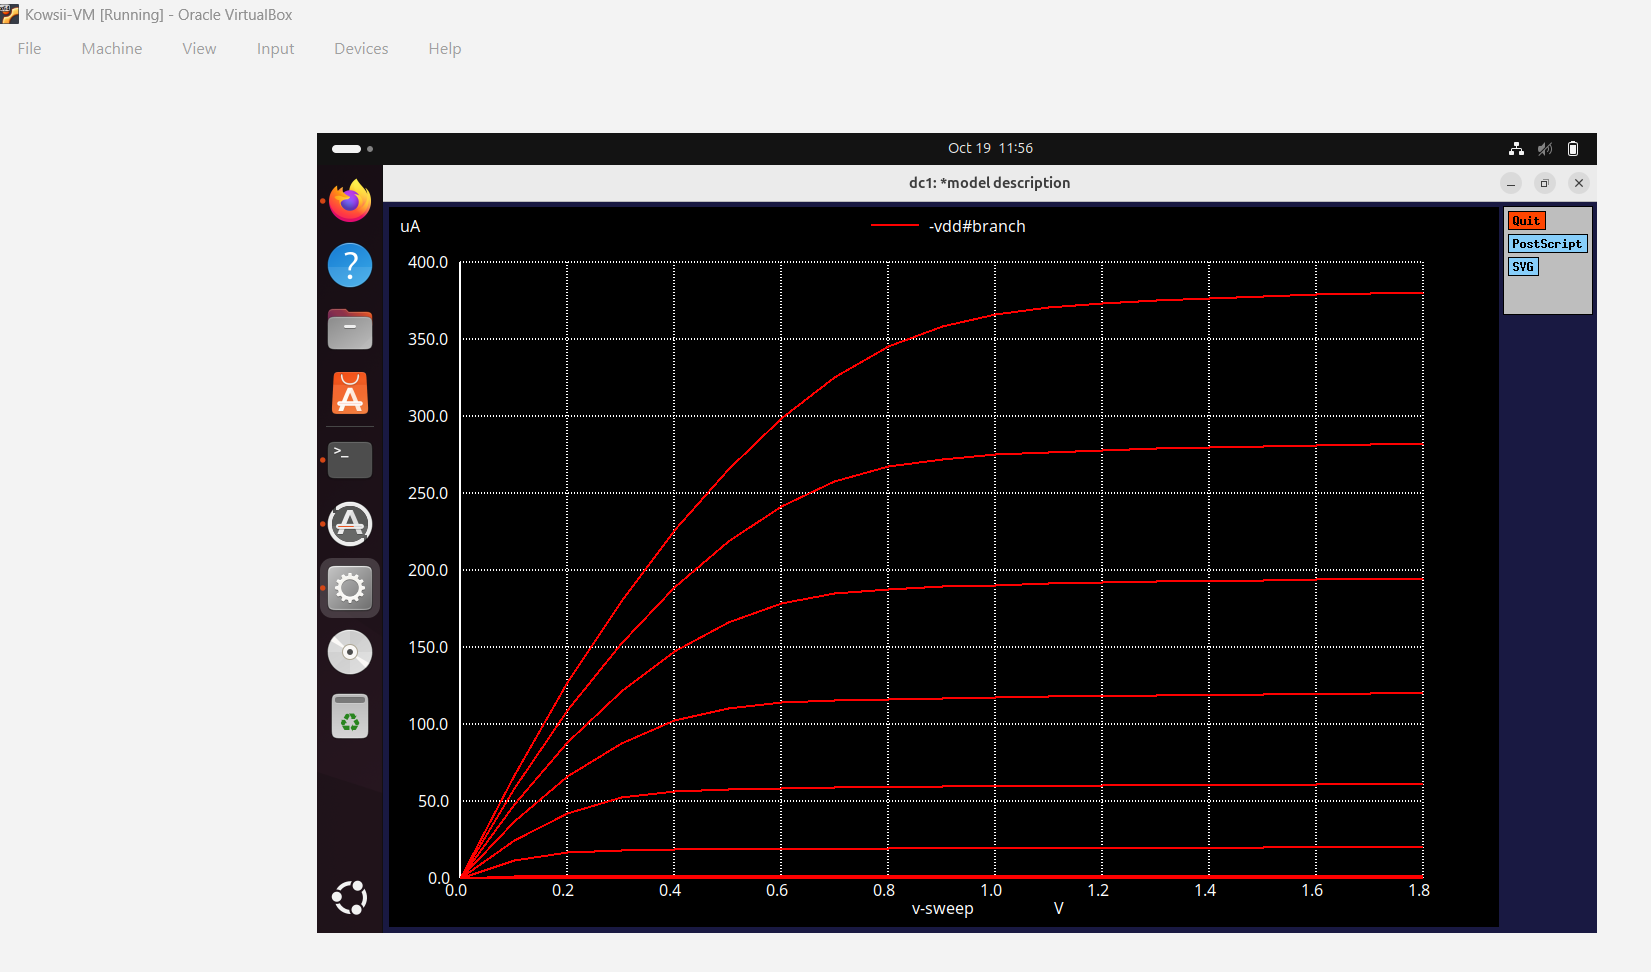 Kowsii-VM [Running] - Oracle VirtualBox
File Machine View Input Devices Help
Oct 19 11:56
dc1: *model description
uA
-vdd#branch
Quit
PostScript
SVG
400.0
350.0
300.0
250.0
200.0
150.0
100.0
50.0
0.0
0.0 0.2 0.4 0.6 0.8 1.0 1.2 1.4 1.6 1.8
v-sweep V